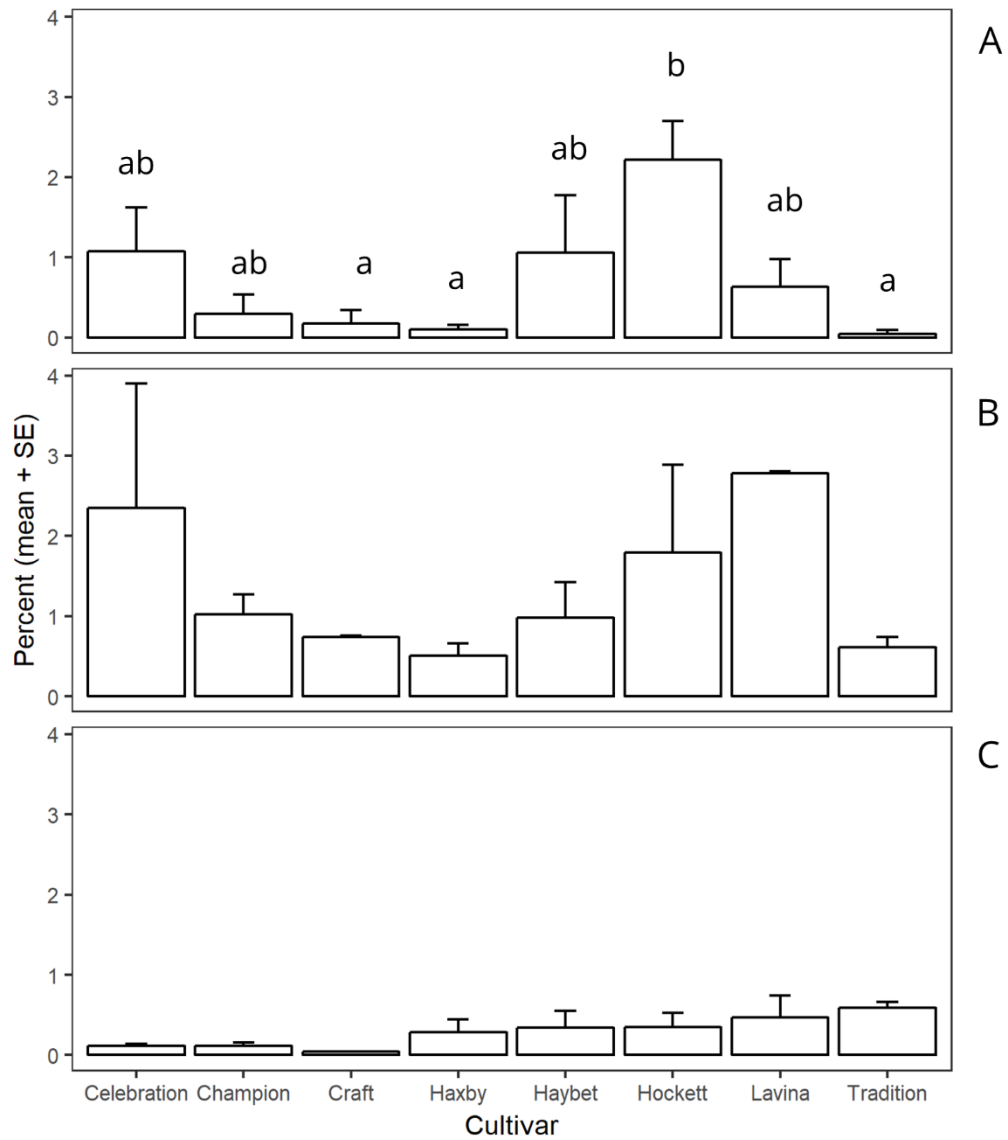 A
4
3
2
1
0
ab
ab
a
a
ab
b
ab
a
B
4
3
2
1
0
Percent (mean + SE)
C
4
3
2
1
0
Celebration Champion Craft Haxby Haybet Hockett Lavina Tradition
Cultivar